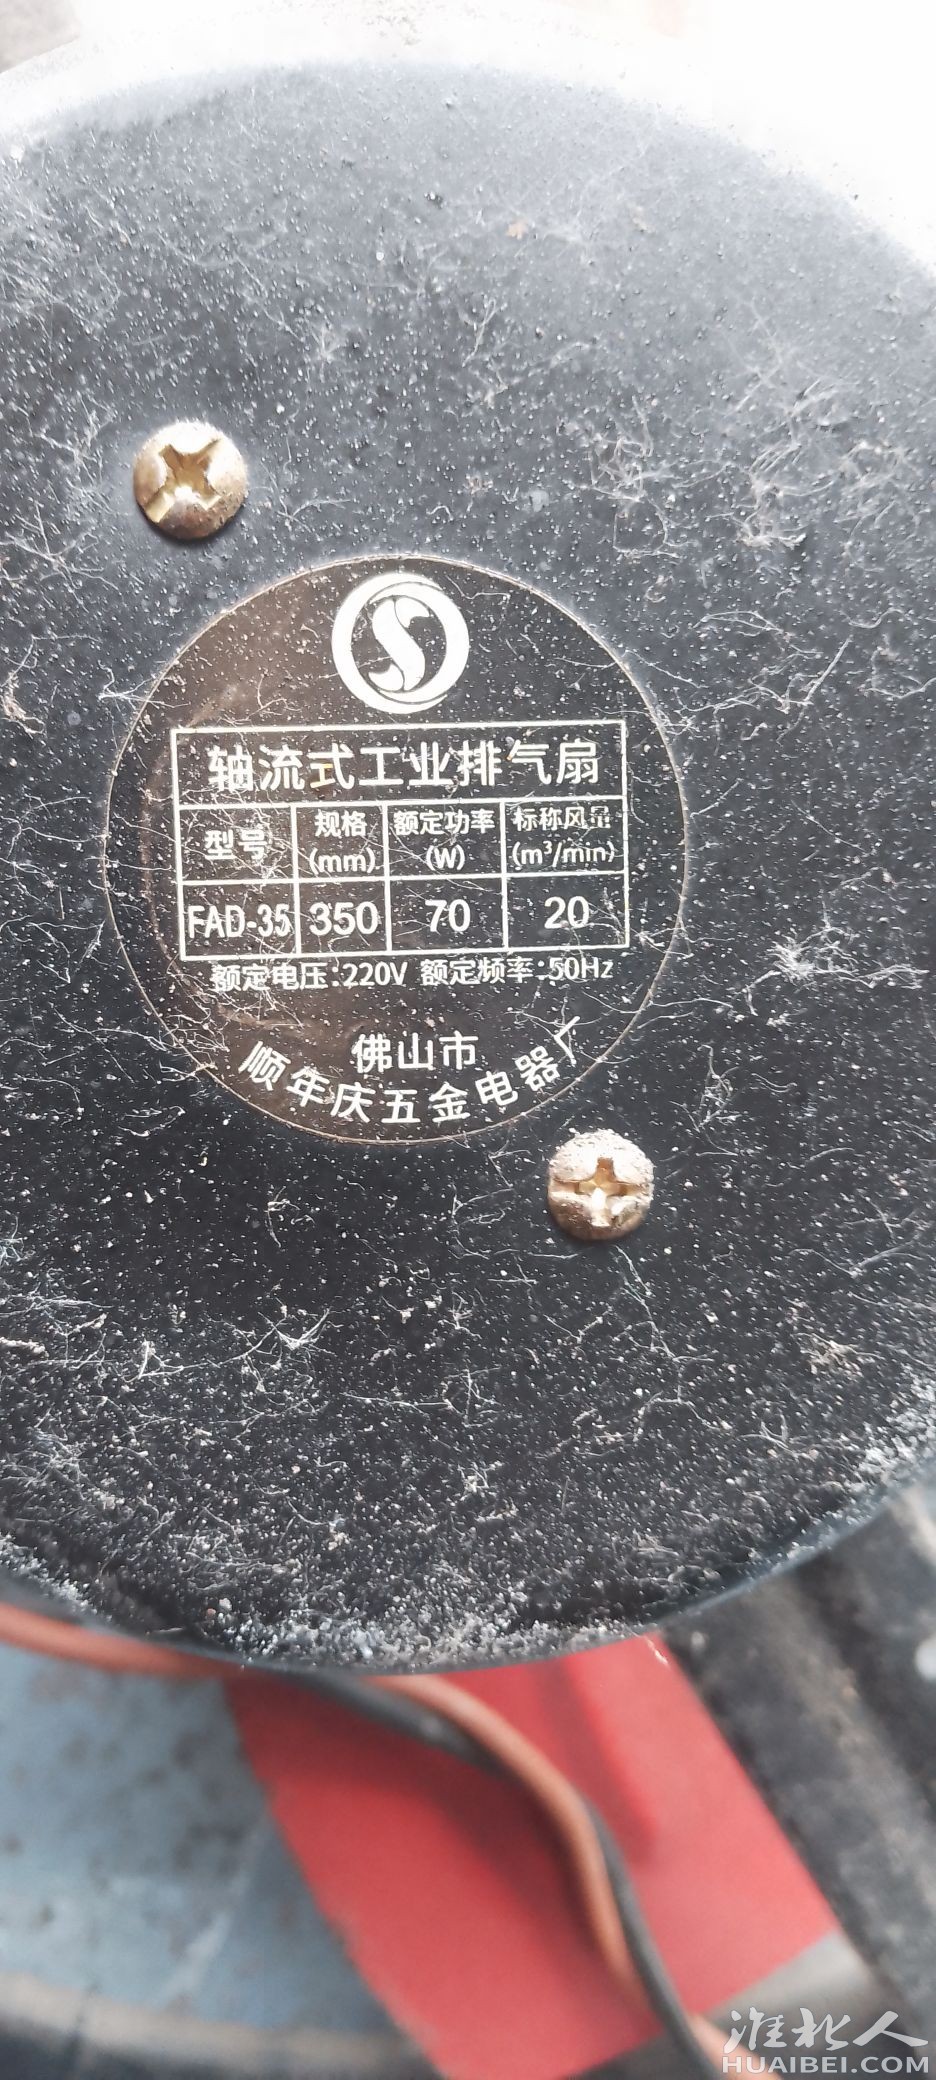 轴流式工业排气扇
型号 规格 (mm) 额定功率 (W) 标称风量 (m³/min)
FAD-35 350 70 20
额定电压:220V 额定频率:50Hz
佛山市
顺年庆五金电器厂
淮北人
HUAIBEI.COM